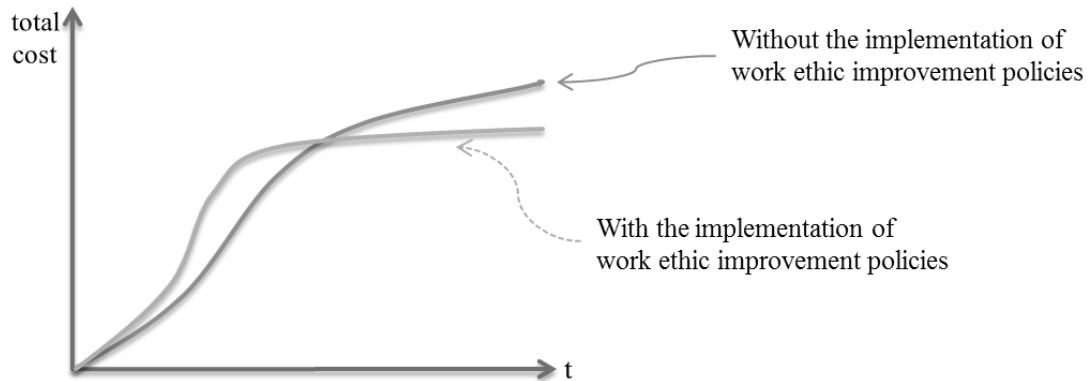 total
cost
Without the implementation of
work ethic improvement policies
With the implementation of
work ethic improvement policies
t